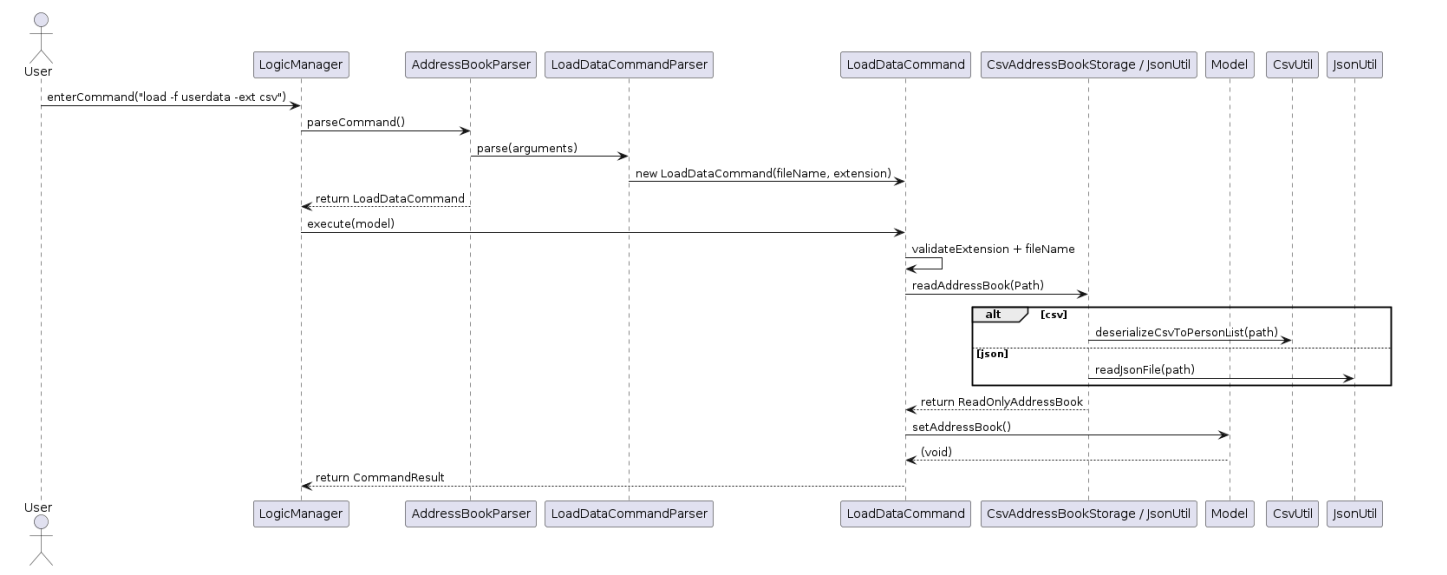 User
LogicManager
AddressBookParser
LoadDataCommandParser
LoadDataCommand
CsvAddressBookStorage / JsonUtil
Model
CsvUtil
JsonUtil
enterCommand("load -f userdata -ext csv")
parseCommand()
parse(arguments)
new LoadDataCommand(fileName, extension)
return LoadDataCommand
execute(model)
validateExtension + fileName
readAddressBook(Path)
alt
[csv]
deserializeCsvToPersonList(path)
[json]
readJsonFile(path)
return ReadOnlyAddressBook
setAddressBook()
(void)
return CommandResult
User
LogicManager
AddressBookParser
LoadDataCommandParser
LoadDataCommand
CsvAddressBookStorage / JsonUtil
Model
CsvUtil
JsonUtil